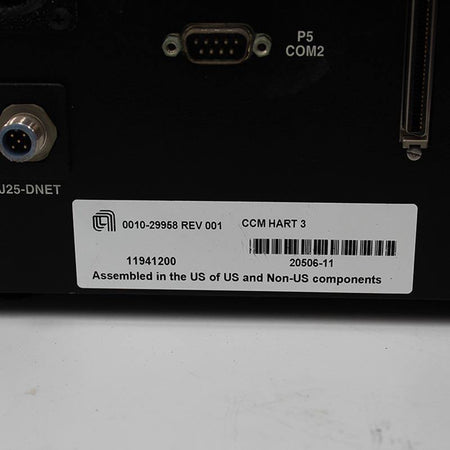 P5
COM2
J25-DNET
0010-29958 REV 001 CCM HART 3
11941200 20506-11
Assembled in the US of US and Non-US components